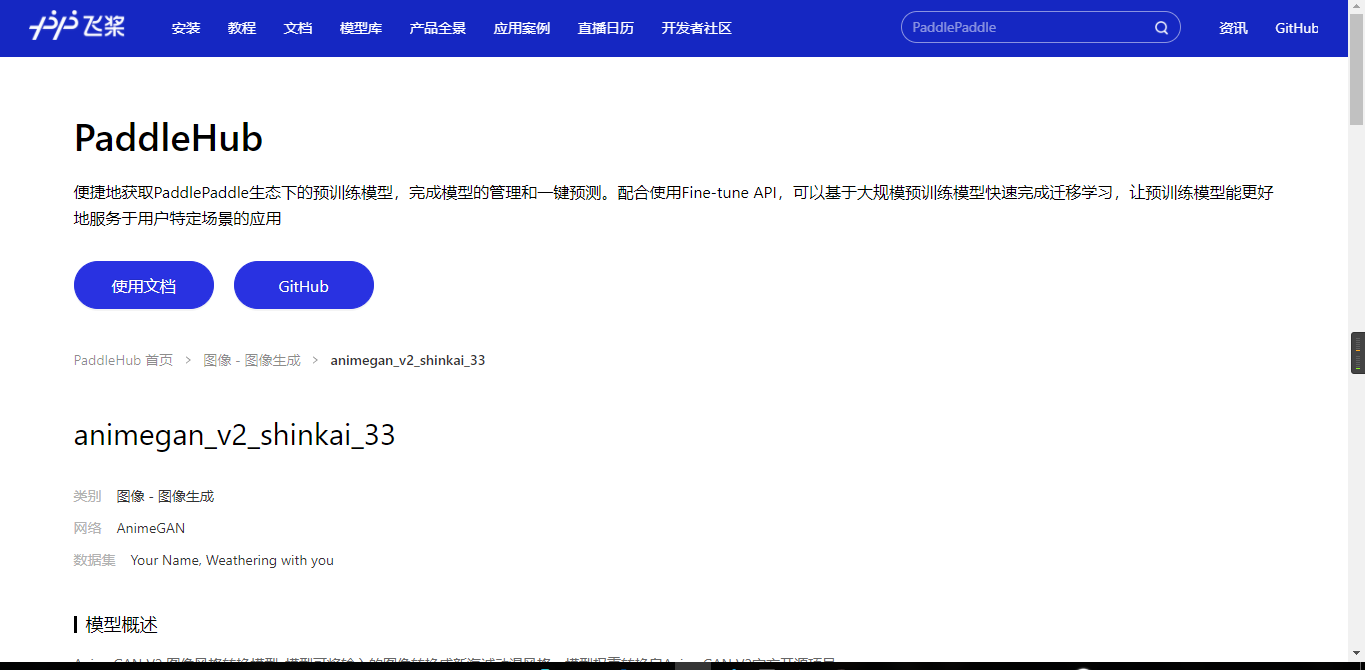 飞桨 安装 教程 文档 模型库 产品全景 应用案例 直播日历 开发者社区 PaddlePaddle 资讯 GitHub
PaddleHub
便捷地获取PaddlePaddle生态下的预训练模型，完成模型的管理和一键预测。配合使用Fine-tune API，可以基于大规模预训练模型快速完成迁移学习，让预训练模型能更好
地服务于用户特定场景的应用
使用文档 GitHub
PaddleHub 首页 > 图像 - 图像生成 > animegan_v2_shinkai_33
animegan_v2_shinkai_33
类别 图像 - 图像生成
网络 AnimeGAN
数据集 Your Name, Weathering with you
模型概述